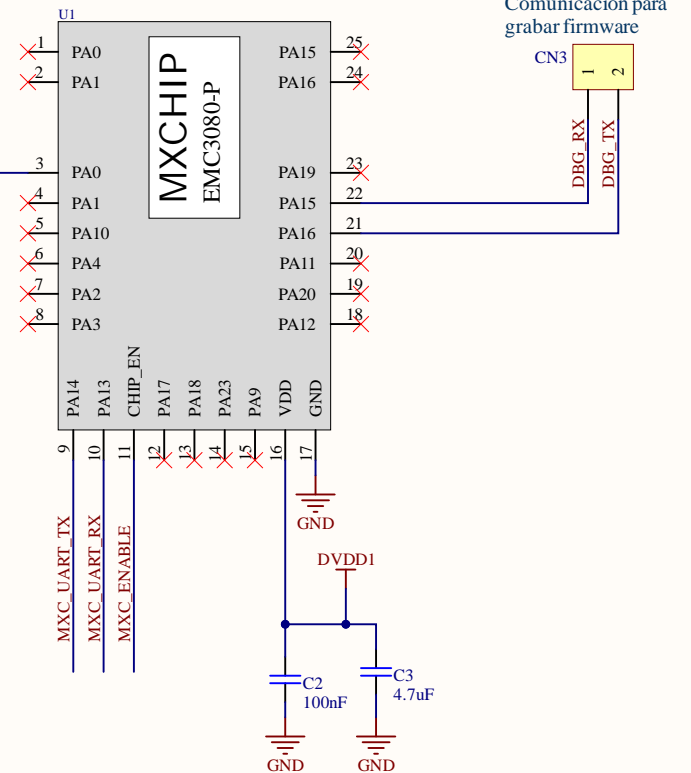 Comunicación para
grabar firmware
U1
CN3
1 2
DBG_RX
DBG_TX
MXCHIP
EMC3080-P
1 PA0 PA15 25
2 PA1 PA16 24
3 PA0 PA19 23
4 PA1 PA15 22
5 PA10 PA16 21
6 PA4 PA11 20
7 PA2 PA20 19
8 PA3 PA12 18
PA14
PA13
CHIP_EN
PA17
PA18
PA23
PA9
VDD
GND
9
10
11
12
13
14
15
16
17
MXC_UART_TX
MXC_UART_RX
MXC_ENABLE
GND
DVDD1
C2
100nF
C3
4.7uF
GND
GND